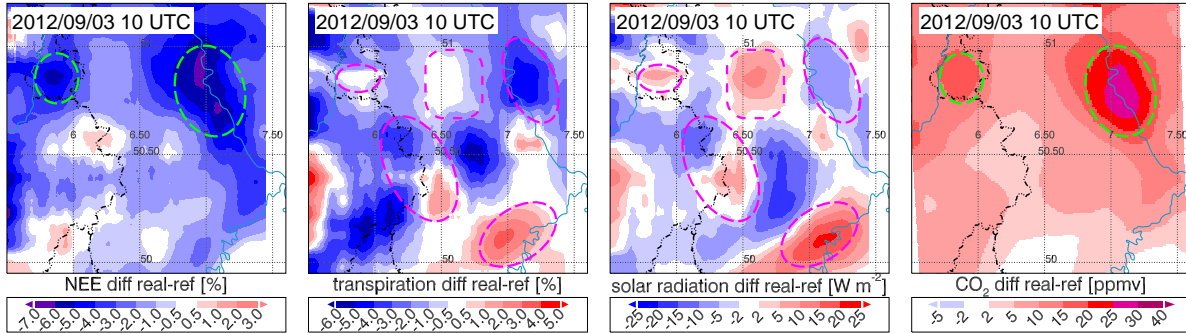 2012/09/03 10 UTC
51
6
6.50
7
7.50
50.50
50
NEE diff real-ref [%]
-7.0 -6.0 -5.0 -4.0 -3.0 -2.0 -1.0 -0.5 0.5 1.0 2.0 3.0
2012/09/03 10 UTC
51
6
6.50
7
7.50
50.50
50
transpiration diff real-ref [%]
-6.0 -5.0 -4.0 -3.0 -2.0 -1.0 -0.5 0.5 1.0 2.0 3.0 4.0 5.0
2012/09/03 10 UTC
51
6
6.50
7
7.50
50.50
50
solar radiation diff real-ref [W m-2]
-25 -20 -15 -10 -5 -2 2 5 10 15 20 25
2012/09/03 10 UTC
51
6
6.50
7
7.50
50.50
50
CO2 diff real-ref [ppmv]
-5 -2 2 5 10 15 20 25 30 40